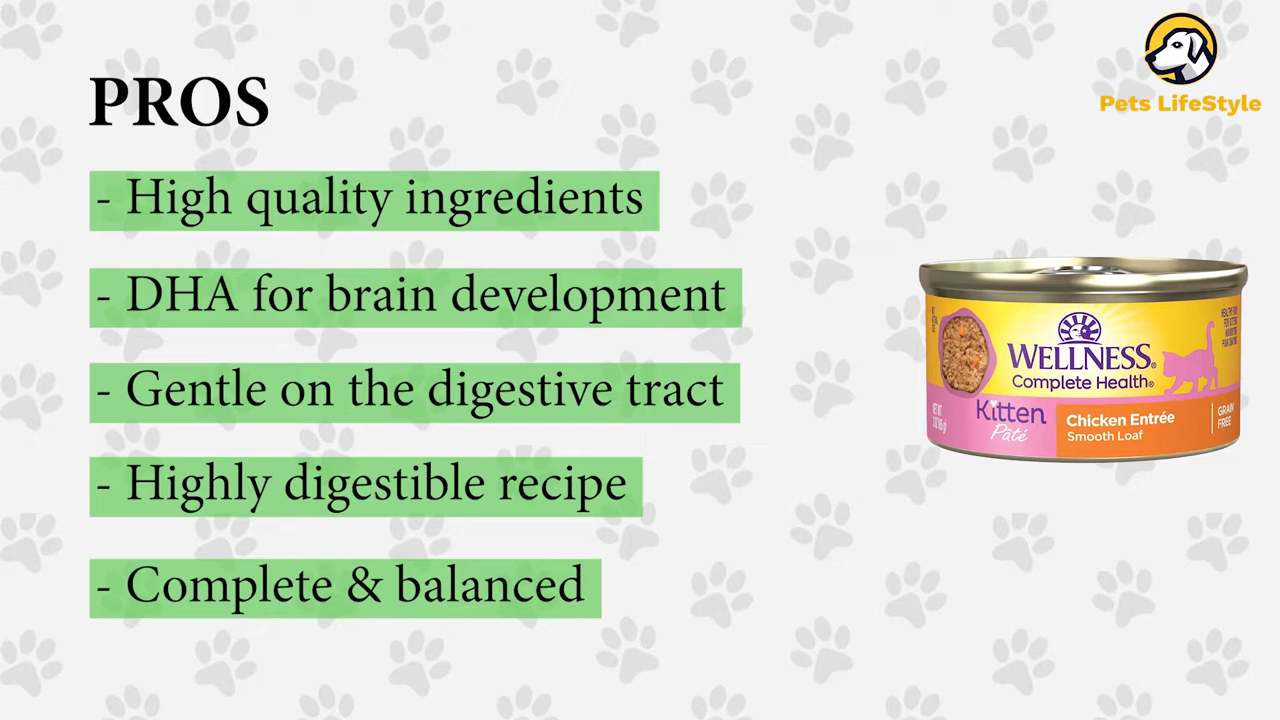 PROS
- High quality ingredients
- DHA for brain development
- Gentle on the digestive tract
- Highly digestible recipe
- Complete & balanced
Pets LifeStyle
WELLNESS®
Complete Health®
Kitten
Pâté
Chicken Entrée
Smooth Loaf
GRAIN
FREE